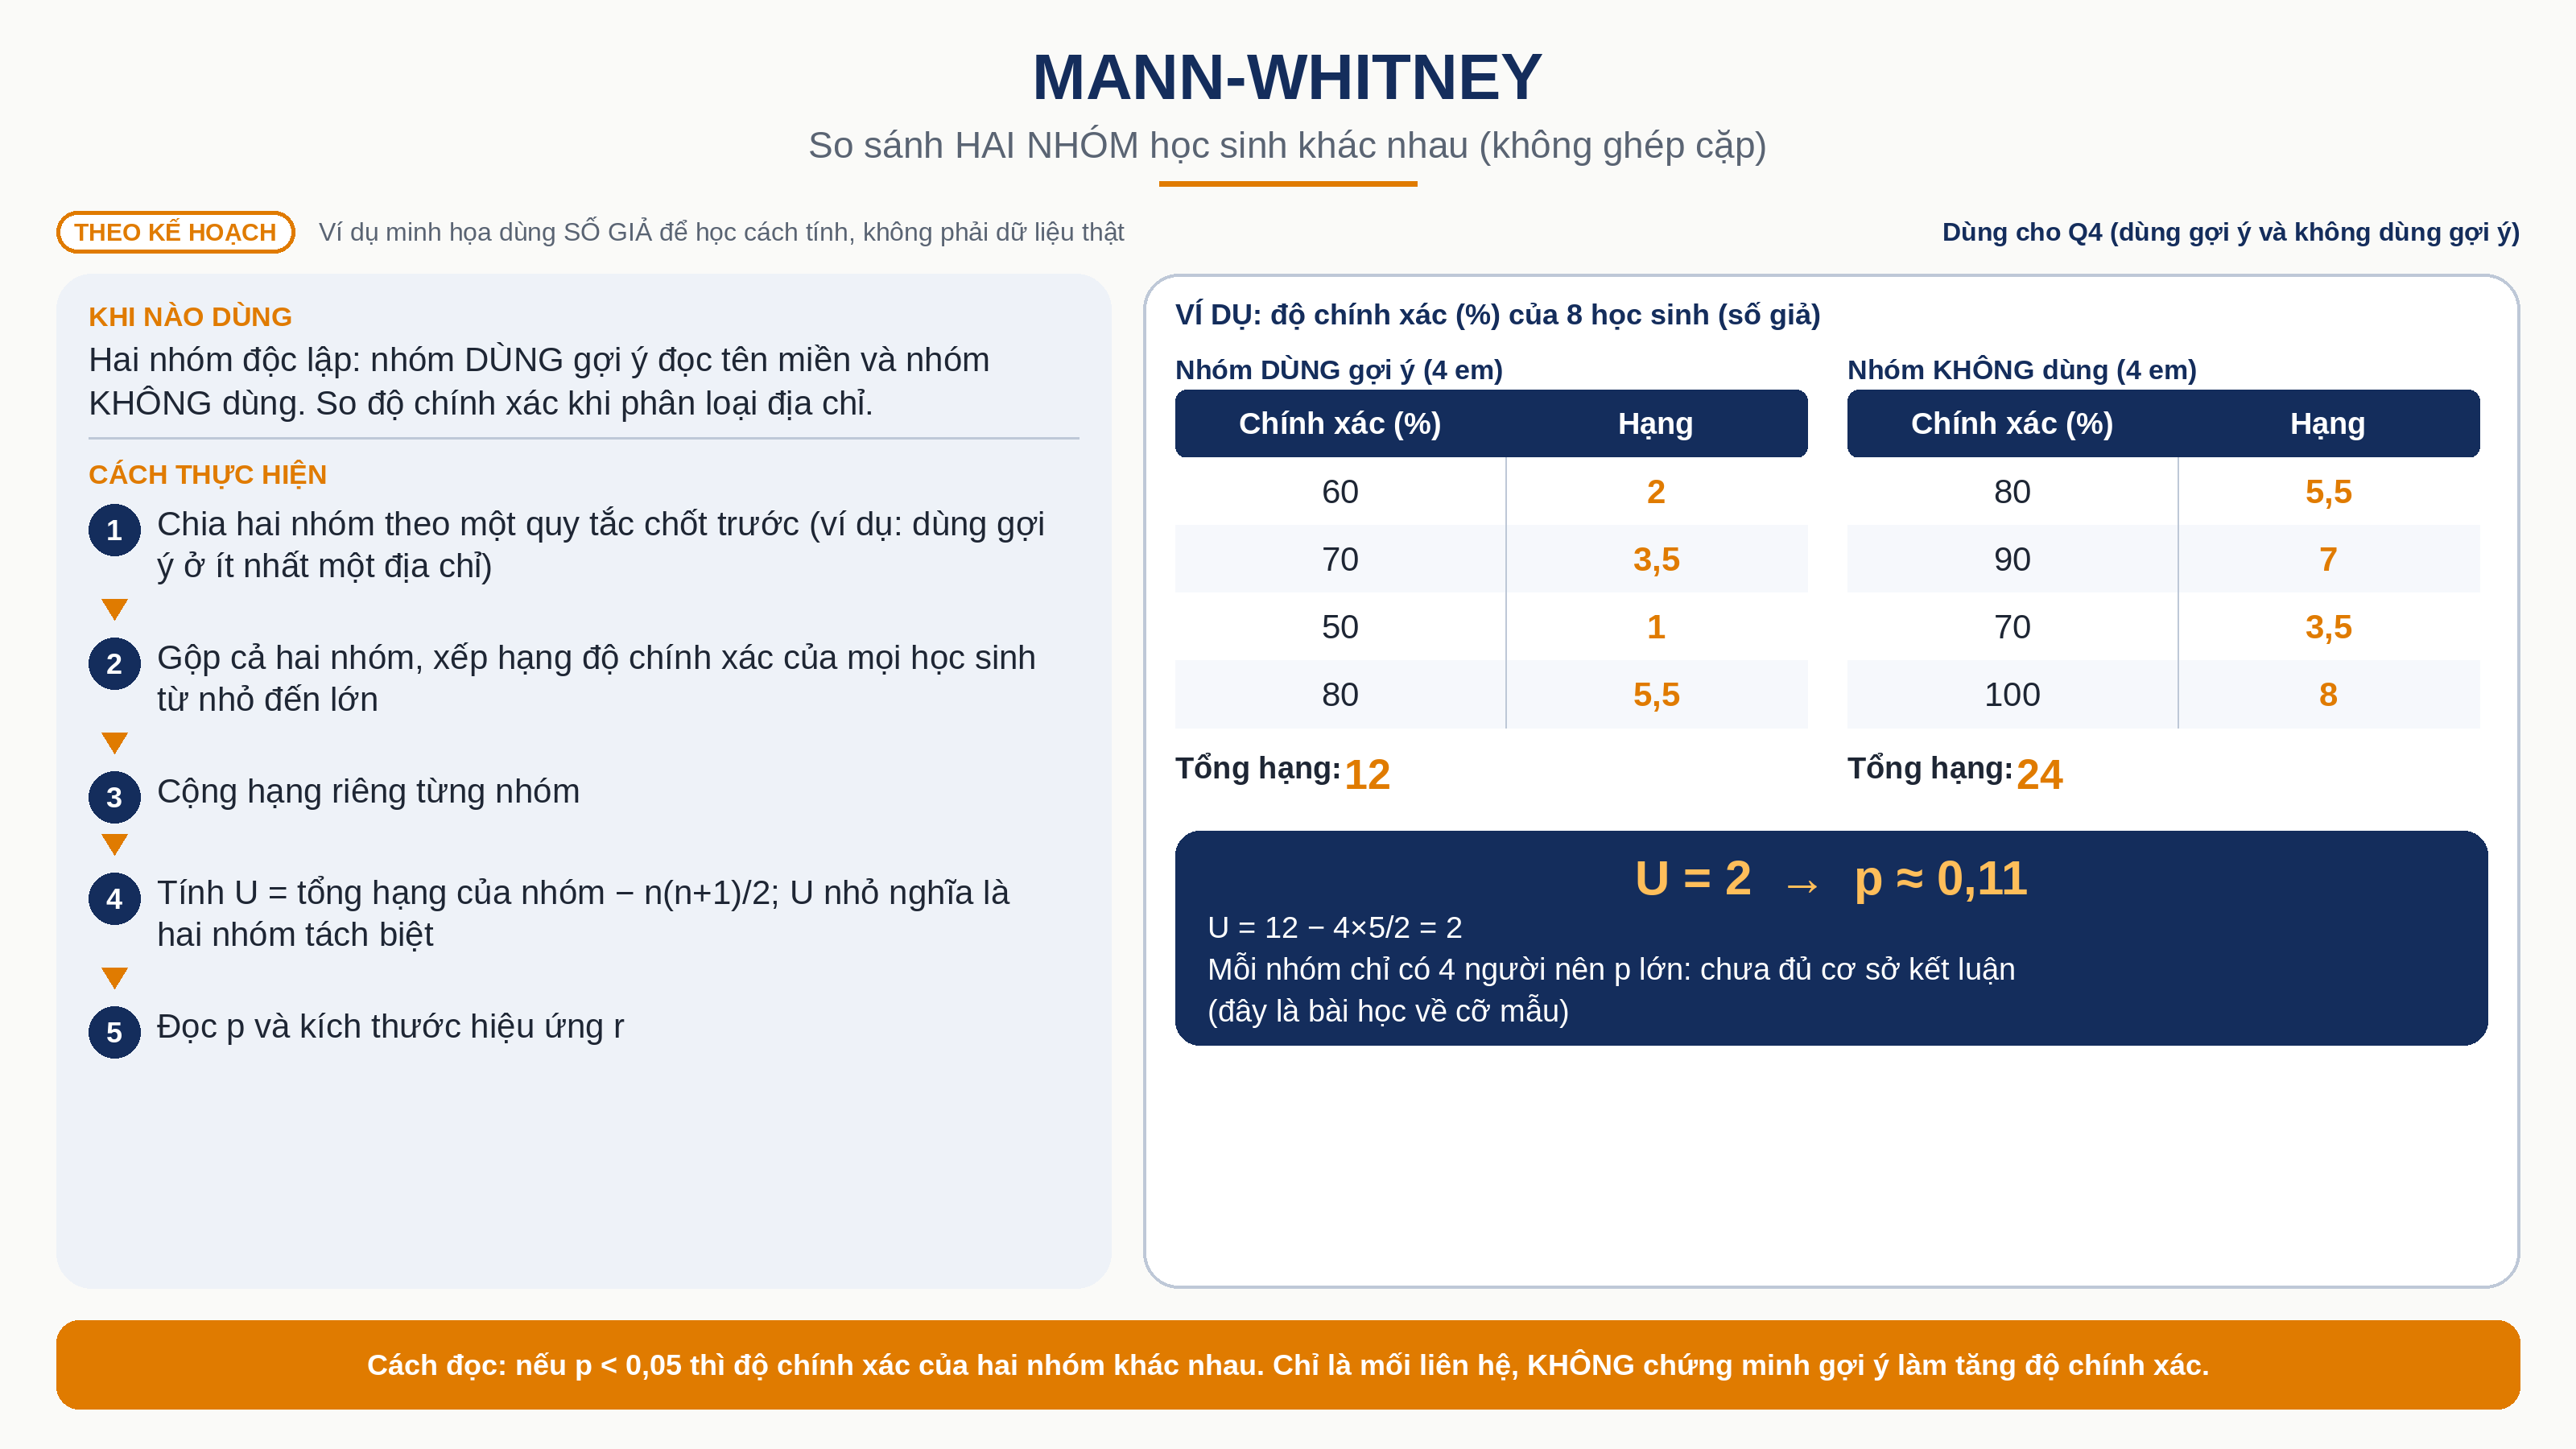 MANN-WHITNEY
So sánh HAI NHÓM học sinh khác nhau (không ghép cặp)
THEO KẾ HOẠCH
Ví dụ minh họa dùng SỐ GIẢ để học cách tính, không phải dữ liệu thật
Dùng cho Q4 (dùng gợi ý và không dùng gợi ý)
KHI NÀO DÙNG
Hai nhóm độc lập: nhóm DÙNG gợi ý đọc tên miền và nhóm
KHÔNG dùng. So độ chính xác khi phân loại địa chỉ.
CÁCH THỰC HIỆN
1 Chia hai nhóm theo một quy tắc chốt trước (ví dụ: dùng gợi
ý ở ít nhất một địa chỉ)
2 Gộp cả hai nhóm, xếp hạng độ chính xác của mọi học sinh
từ nhỏ đến lớn
3 Cộng hạng riêng từng nhóm
4 Tính U = tổng hạng của nhóm − n(n+1)/2; U nhỏ nghĩa là
hai nhóm tách biệt
5 Đọc p và kích thước hiệu ứng r
VÍ DỤ: độ chính xác (%) của 8 học sinh (số giả)
Nhóm DÙNG gợi ý (4 em)
Chính xác (%) Hạng
60 2
70 3,5
50 1
80 5,5
Tổng hạng: 12
Nhóm KHÔNG dùng (4 em)
Chính xác (%) Hạng
80 5,5
90 7
70 3,5
100 8
Tổng hạng: 24
U = 2 → p ≈ 0,11
U = 12 − 4×5/2 = 2
Mỗi nhóm chỉ có 4 người nên p lớn: chưa đủ cơ sở kết luận
(đây là bài học về cỡ mẫu)
Cách đọc: nếu p < 0,05 thì độ chính xác của hai nhóm khác nhau. Chỉ là mối liên hệ, KHÔNG chứng minh gợi ý làm tăng độ chính xác.